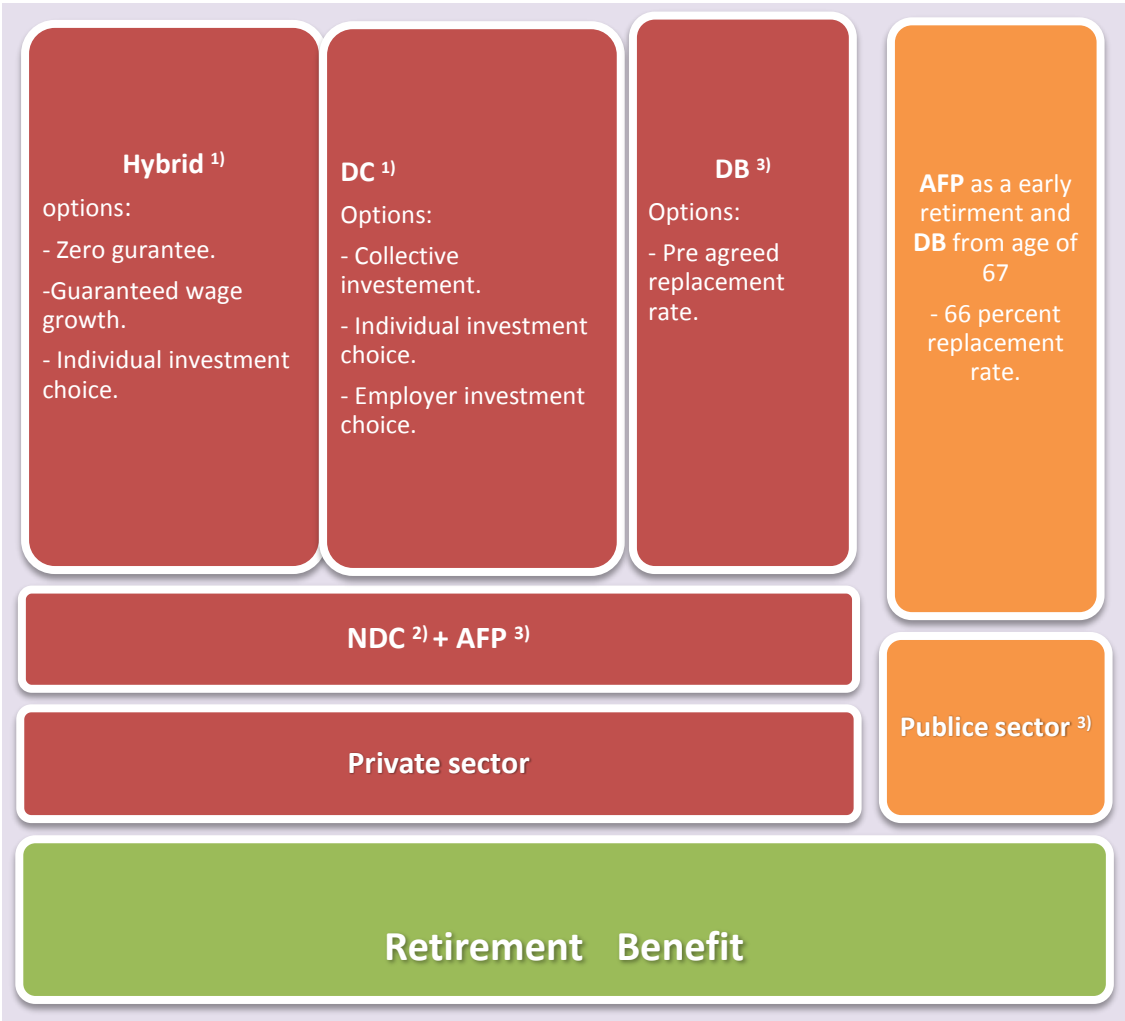 Hybrid 1)
options:
- Zero gurantee.
-Guaranteed wage
growth.
- Individual investment
choice.
DC 1)
Options:
- Collective
investement.
- Individual investment
choice.
- Employer investment
choice.
DB 3)
Options:
- Pre agreed
replacement
rate.
AFP as a early
retirment and
DB from age of
67
- 66 percent
replacement
rate.
NDC 2) + AFP 3)
Publice sector 3)
Private sector
Retirement Benefit